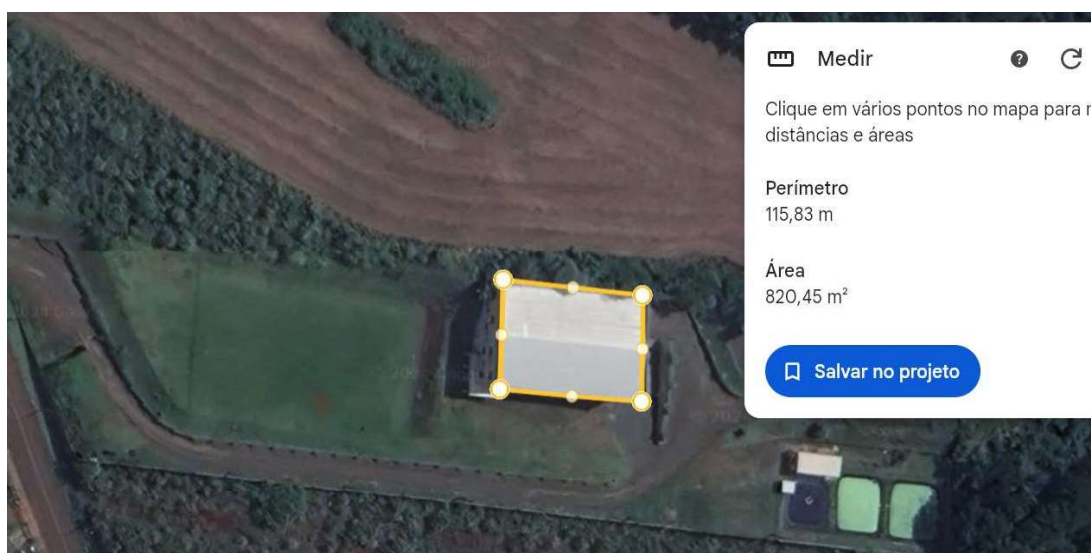 Medir
Clique em vários pontos no mapa para
distâncias e áreas
Perímetro
115,83 m
Área
820,45 m²
Salvar no projeto